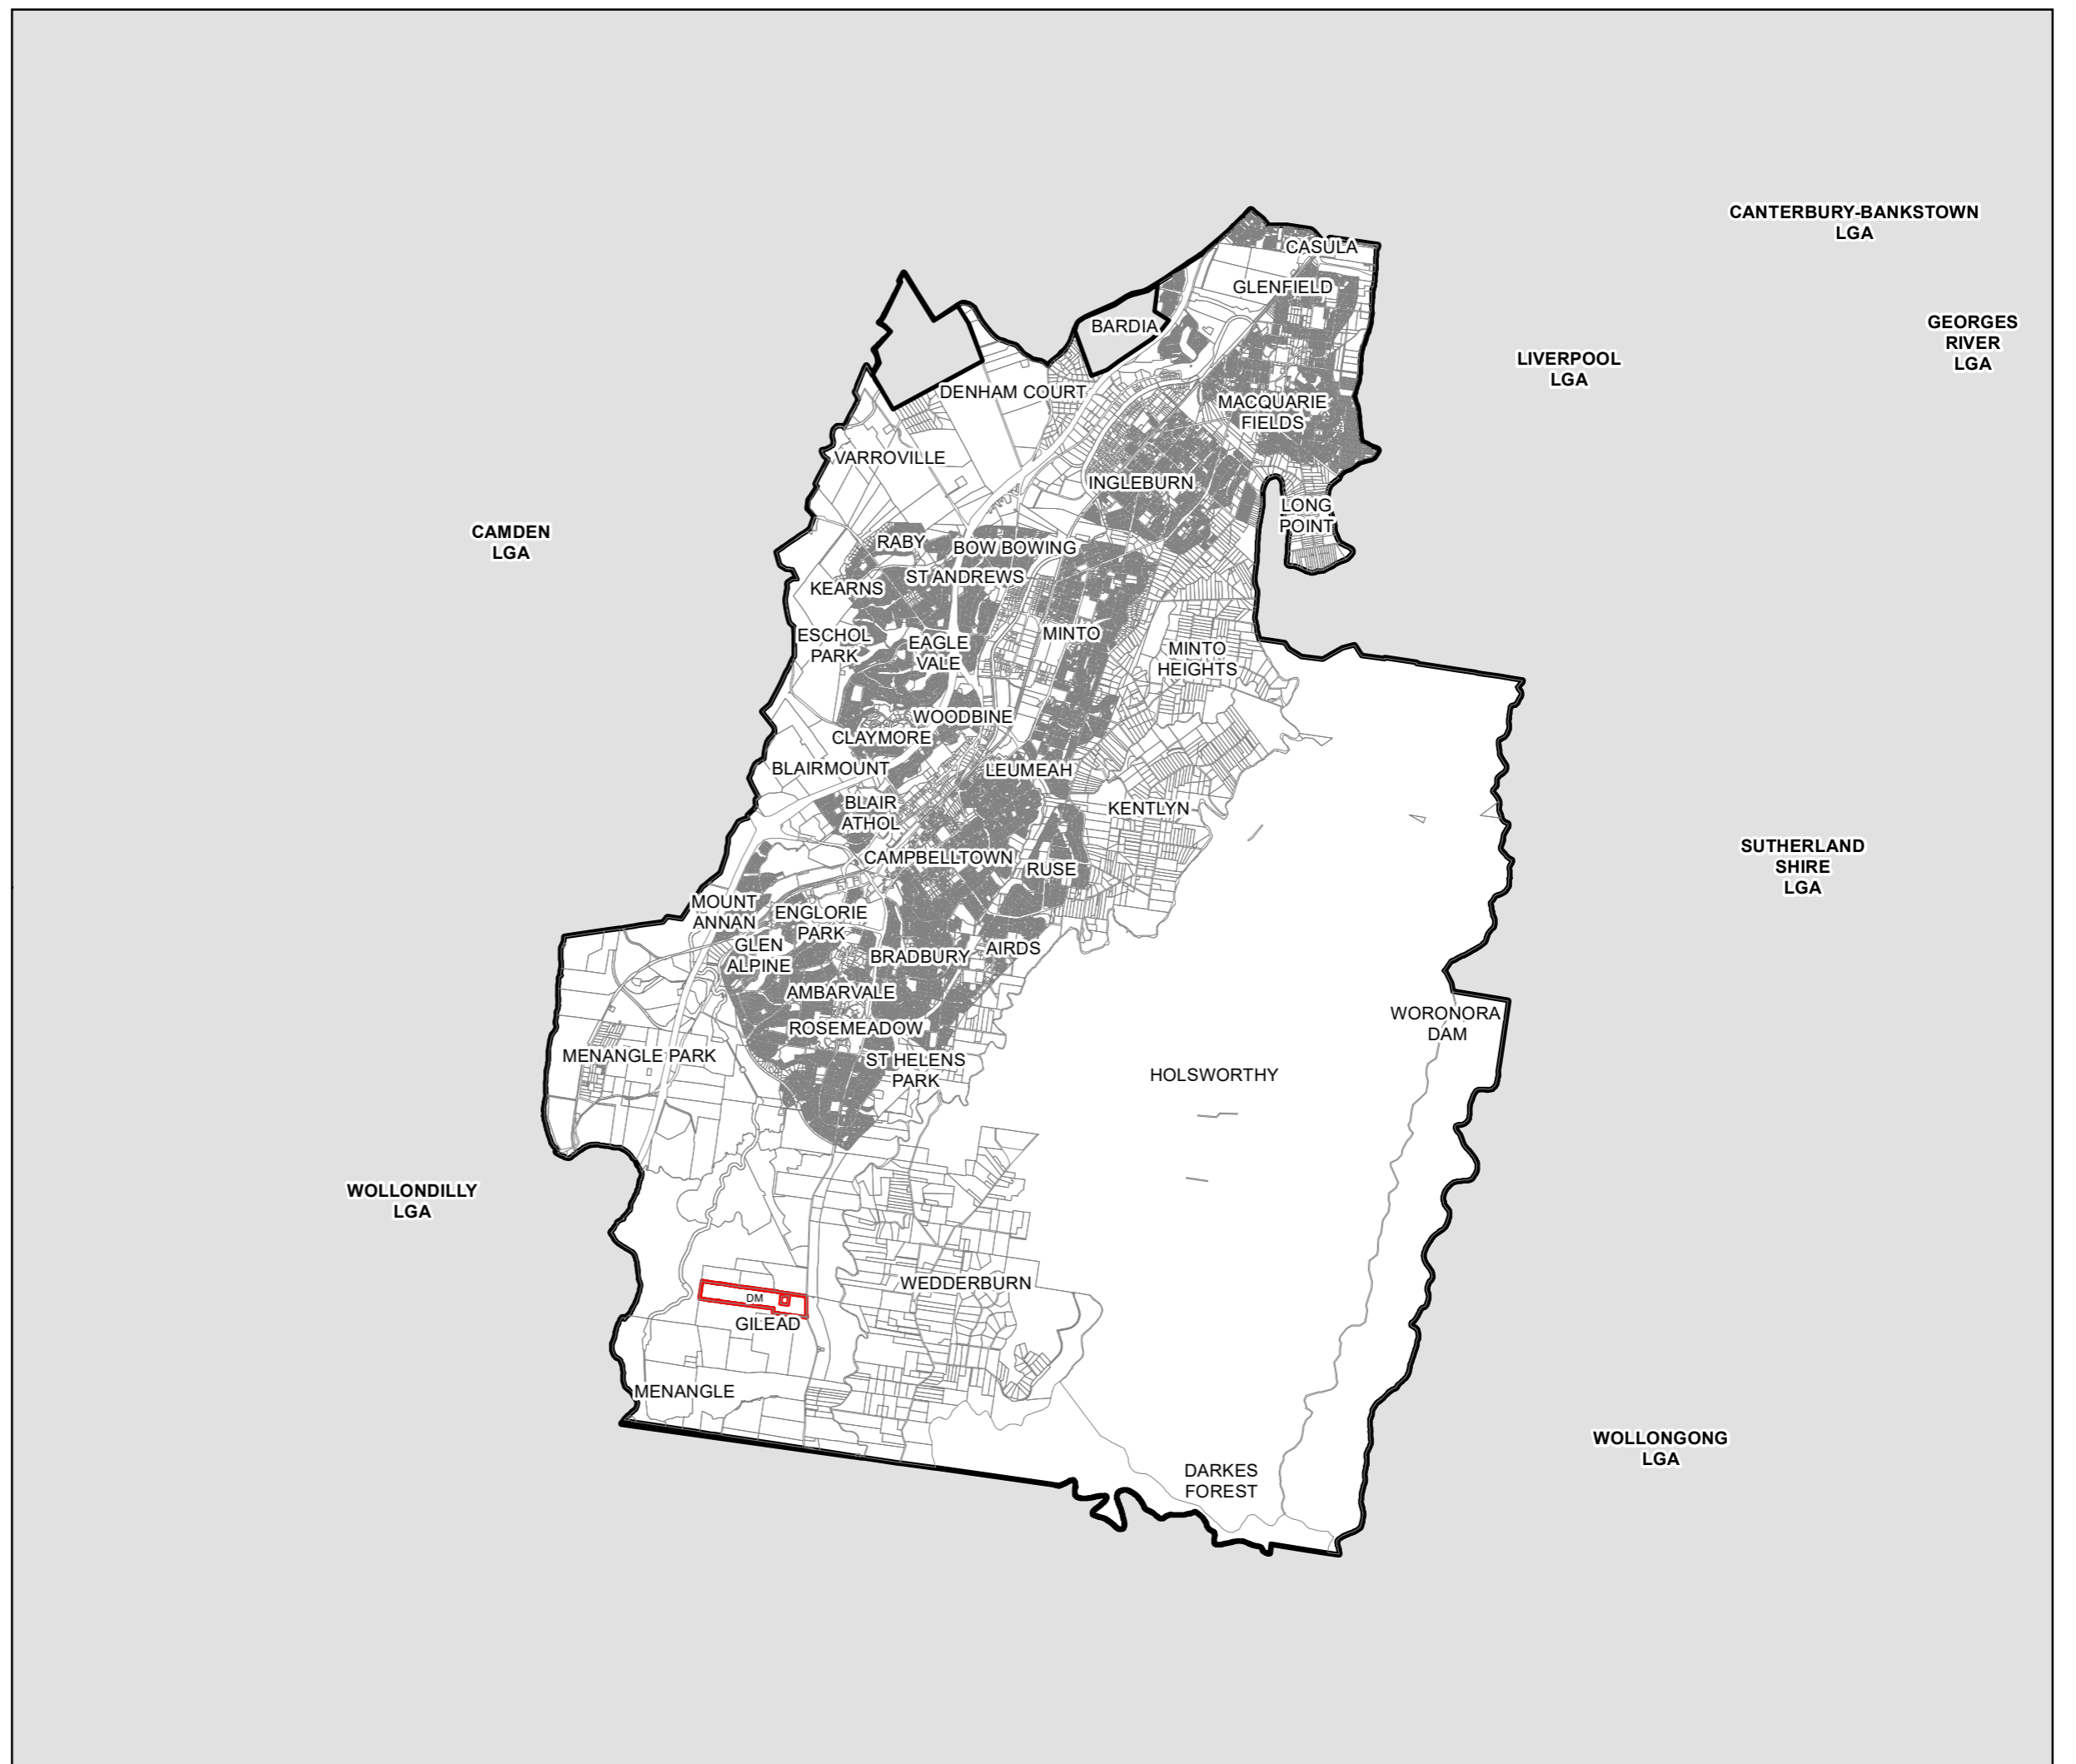 CANTERBURY-BANKSTOWN
LGA
CASULA
GLENFIELD
BARDIA
GEORGES
RIVER
LGA
LIVERPOOL
LGA
DENHAM COURT
MACQUARIE
FIELDS
VARROVILLE
INGLEBURN
LONG
POINT
CAMDEN
LGA
RABY
BOW BOWING
ST ANDREWS
KEARNS
ESCHOL
PARK
EAGLE
VALE
MINTO
MINTO
HEIGHTS
WOODBINE
CLAYMORE
BLAIRMOUNT
LEUMEAH
BLAIR
ATHOL
KENTLYN
CAMPBELLTOWN
RUSE
SUTHERLAND
SHIRE
LGA
MOUNT
ANNAN
ENGLORIE
PARK
GLEN
ALPINE
BRADBURY
AIRDS
AMBARVALE
ROSEMEADOW
WORONORA
DAM
MENANGLE PARK
ST HELENS
PARK
HOLSWORTHY
WOLLONDILLY
LGA
WEDDERBURN
DM
GILEAD
MENANGLE
WOLLONGONG
LGA
DARKES
FOREST